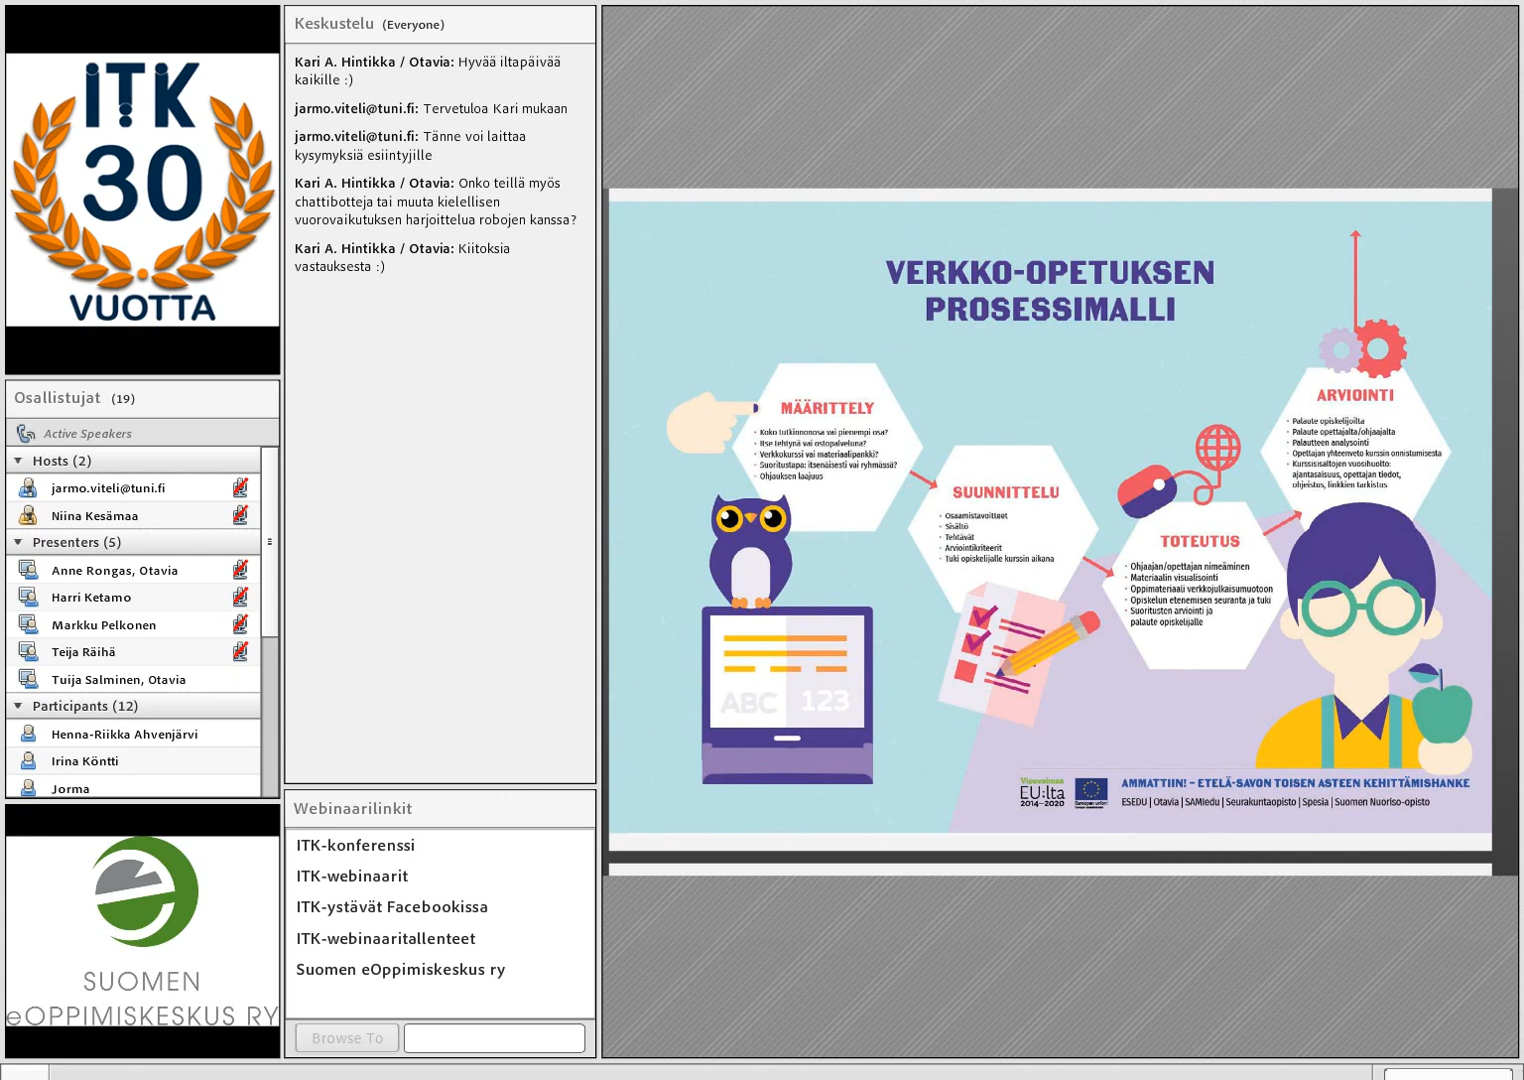 ITK
30
VUOTTA
Osallistujat (19)
Active Speakers
Hosts (2)
jarmo.viteli@tuni.fi
Niina Kesämaa
Presenters (5)
Anne Rongas, Otavia
Harri Ketamo
Markku Pelkonen
Teija Räihä
Tuija Salminen, Otavia
Participants (12)
Henna-Riikka Ahvenjärvi
Irina Köntti
Jorma
SUOMEN
eOPPIMISKESKUS RY
Keskustelu (Everyone)
Kari A. Hintikka / Otavia: Hyvää iltapäivää
kaikille :)
jarmo.viteli@tuni.fi: Tervetuloa Kari mukaan
jarmo.viteli@tuni.fi: Tänne voi laittaa
kysymyksiä esiintyjille
Kari A. Hintikka / Otavia: Onko teillä myös
chattibotteja tai muuta kielellisen
vuorovaikutuksen harjoittelua robojen kanssa?
Kari A. Hintikka / Otavia: Kiitoksia
vastauksesta :)
Webinaarilinkit
ITK-konferenssi
ITK-webinaarit
ITK-ystävät Facebookissa
ITK-webinaaritallenteet
Suomen eOppimiskeskus ry
Browse To
VERKKO-OPETUKSEN
PROSESSIMALLI
MÄÄRITTELY
• Koko tutkinnonosa vai pienempi osa?
• Itse tehtynä vai ostopalveluna?
• Verkkokurssi vai materiaalipankki?
• Suoritustapa: itsenäisesti vai ryhmässä?
• Ohjauksen laajuus
SUUNNITTELU
• Osaamistavoitteet
• Sisältö
• Tehtävät
• Arviointikriteerit
• Tuki opiskelijalle kurssin aikana
TOTEUTUS
• Ohjaajan/opettajan nimeäminen
• Materiaalin visualisointi
• Oppimateriaali verkkojulkaisumuotoon
• Opiskelun etenemisen seuranta ja tuki
• Suoritusten arviointi ja
palaute opiskelijalle
ARVIOINTI
• Palaute opiskelijoilta
• Palaute opettajalta/ohjaajalta
• Palautteen analysointi
• Opettajan yhteenveto kurssin onnistumisesta
• Kurssisisältöjen vuosihuolto:
ajantasaisuus, opettajan tiedot,
ohjeistus, linkkien tarkistus
ABC 123
Vipuvoimaa
EU:lta
2014–2020
Euroopan unioni
AMMATTIIN! – ETELÄ-SAVON TOISEN ASTEEN KEHITTÄMISHANKE
ESEDU | Otavia | SAMIedu | Seurakuntaopisto | Spesia | Suomen Nuoriso-opisto